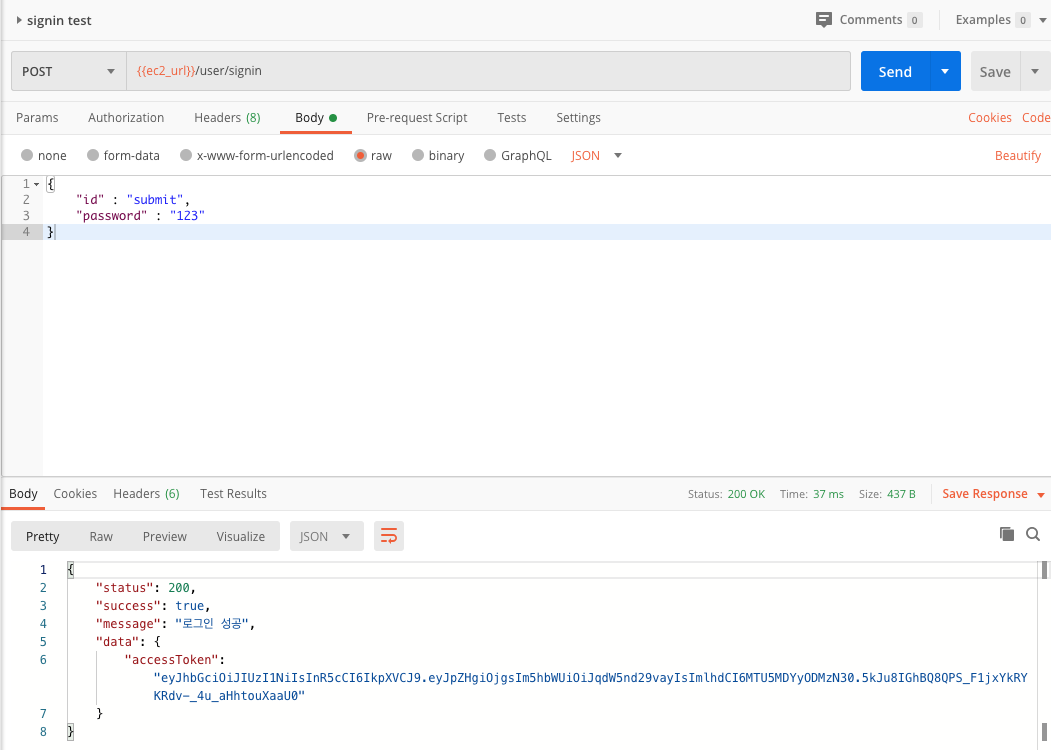 signin test
Comments 0 Examples 0
POST {{ec2_url}}/user/signin Send Save
Params Authorization Headers (8) Body Pre-request Script Tests Settings Cookies Code
none form-data x-www-form-urlencoded raw binary GraphQL JSON Beautify
1 {
2 "id" : "submit",
3 "password" : "123"
4 }
Body Cookies Headers (6) Test Results Status: 200 OK Time: 37 ms Size: 437 B Save Response
Pretty Raw Preview Visualize JSON
1 {
2 "status": 200,
3 "success": true,
4 "message": "로그인 성공",
5 "data": {
6 "accessToken":
"eyJhbGciOiJIUzI1NiIsInR5cCI6IkpXVCJ9.eyJpZHgiOjgsIm5hbWUiOiJqdW5nd29vayIsImlhdCI6MTU5MDYyODMzN30.5kJu8IGhBQ8QPS_F1jxYkRY
KRdv-_4u_aHhtouXaaU0"
7 }
8 }